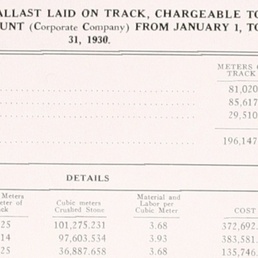 ALLAST LAID ON TRACK, CHARGEABLE TO
UNT (Corporate Company) FROM JANUARY 1, TO
31, 1930.
METERS O
TRACK
81,020
85,617
29,510
196,147
DETAILS
Meters Cubic meters Material and
eter of Crushed Stone Labor per COST
ck Cubic Meter
25 101,275.231 3.68 372,692.
14 97,603.534 3.93 383,581.
25 36,887.658 3.68 135,746.